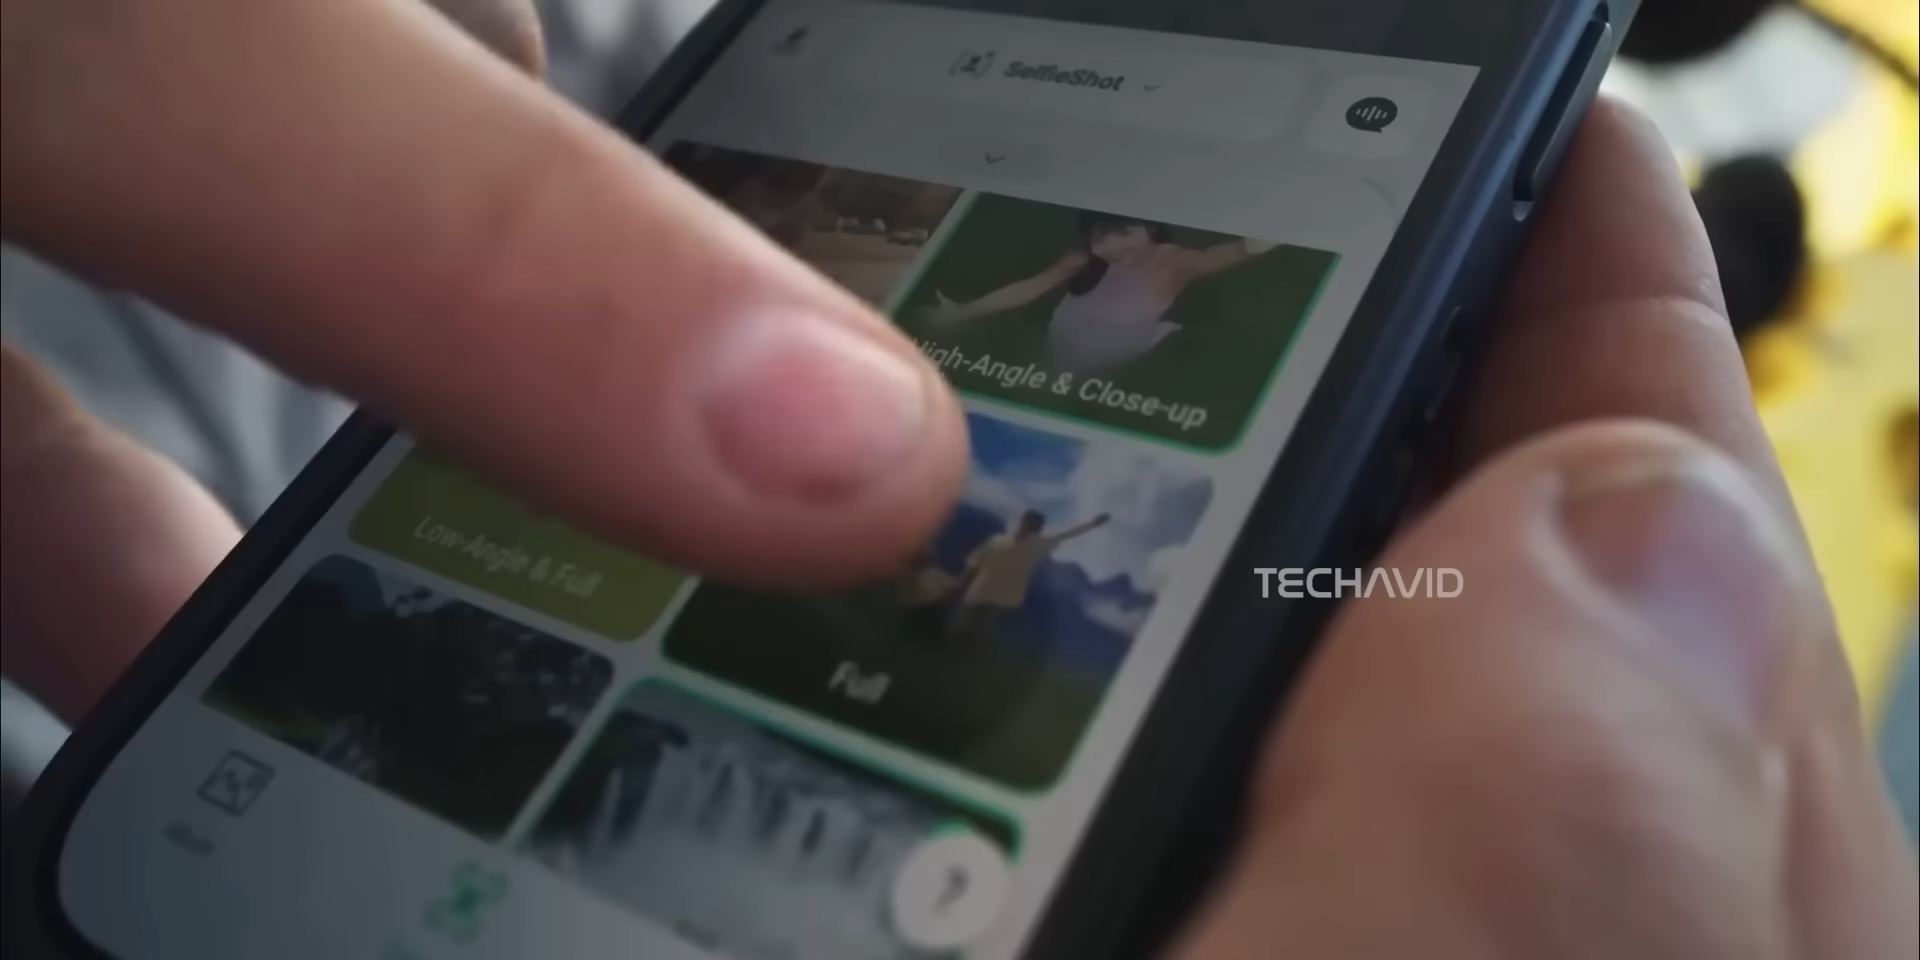 SelfieShot
High-Angle & Close-up
Low-Angle & Full
Full
?
TECHAVID